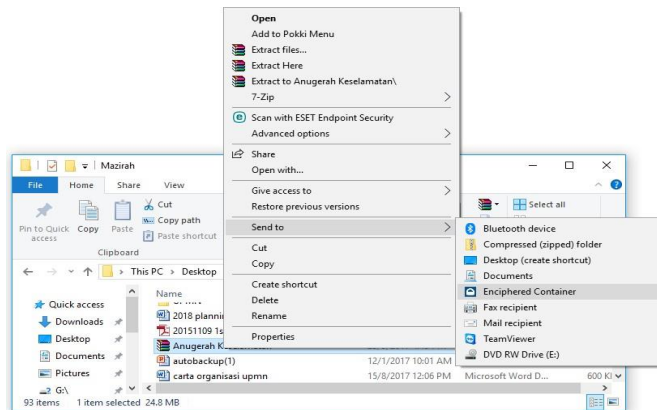 Open
Add to Pokki Menu
Extract files...
Extract Here
Extract to Anugerah Keselamatan\
7-Zip
Scan with ESET Endpoint Security
Advanced options
Share
Open with...
Give access to
Restore previous versions
Send to
Cut
Copy
Create shortcut
Delete
Rename
Properties
Bluetooth device
Compressed (zipped) folder
Desktop (create shortcut)
Documents
Enciphered Container
Fax recipient
Mail recipient
TeamViewer
DVD RW Drive (E:)
Mazirah
File Home Share View
Pin to Quick access
Copy
Paste
Cut
Copy path
Paste shortcut
Clipboard
Select all
This PC > Desktop
Name
Quick access
Downloads
Desktop
Documents
Pictures
G:\
2018 planni
20151109 1s
Anugerah K
autobackup(1) 12/1/2017 10:01 AM
carta organisasi upmn 15/8/2017 12:06 PM Microsoft Word D... 600 K
93 items 1 item selected 24.8 MB